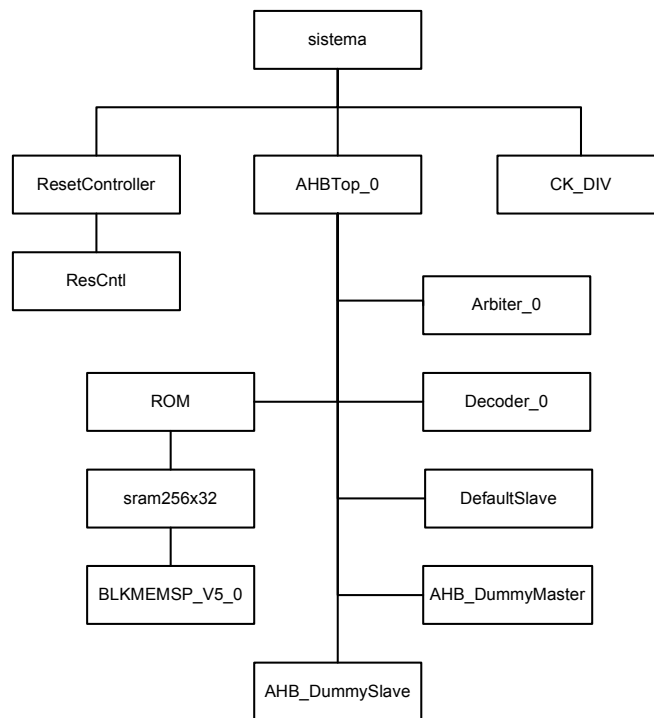 sistema
ResetController
AHBTop_0
CK_DIV
ResCntl
Arbiter_0
ROM
Decoder_0
sram256x32
DefaultSlave
BLKMEMSP_V5_0
AHB_DummyMaster
AHB_DummySlave